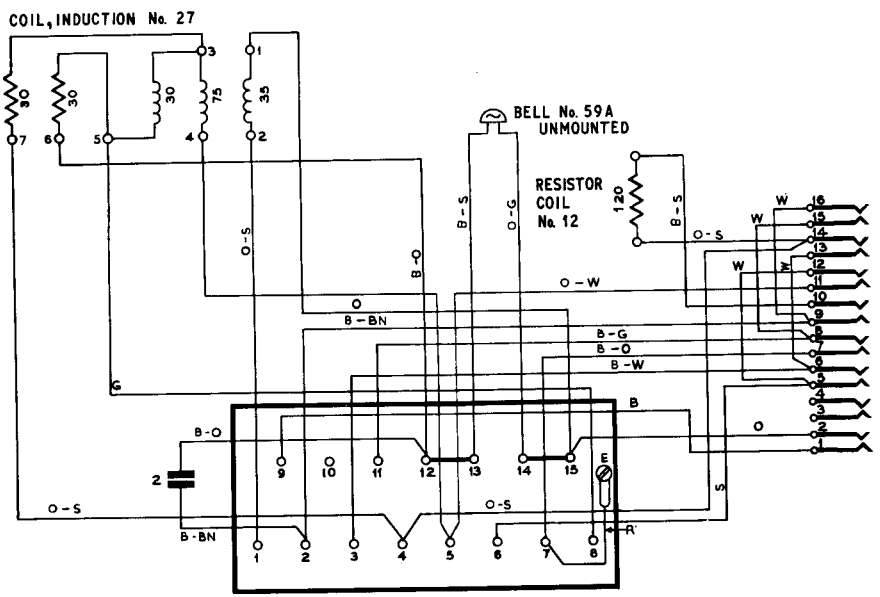 COIL, INDUCTION No. 27
3
1
30
30
30
75
35
7
6
5
4
2
BELL No. 59A
UNMOUNTED
RESISTOR
COIL
No. 12
120
B-S
O-G
B-S
O-S
O-S
B-O
O-W
O
B-BN
B-G
B-O
B-W
G
B
O
S
W
W
W
W
16
15
14
13
12
11
10
9
8
7
6
5
4
3
2
1
B-O
2
B-BN
O-S
O-S
9
10
11
12
13
14
15
E
R
1
2
3
4
5
6
7
8